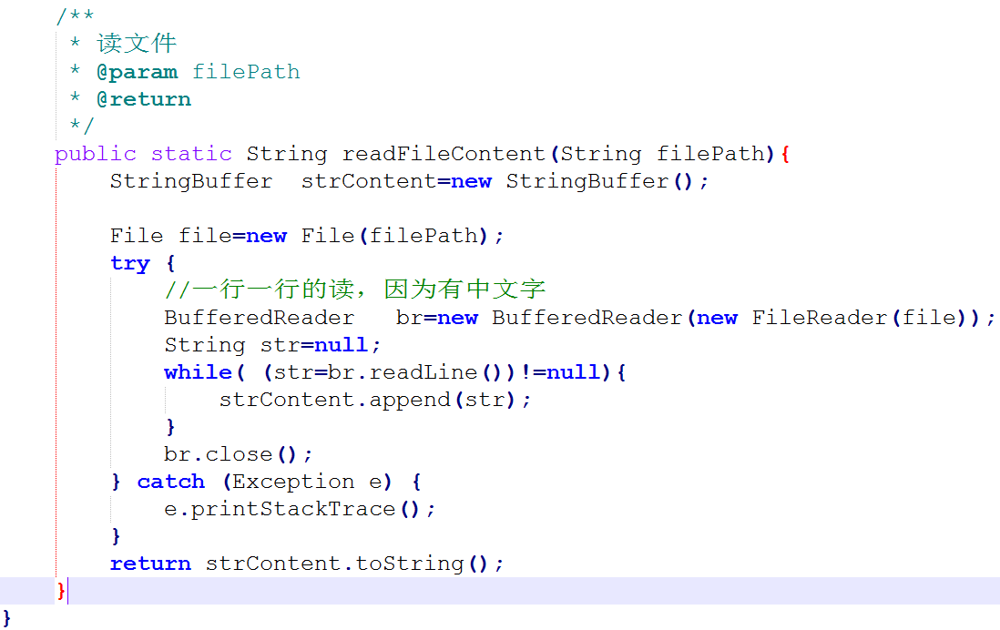 /**
 * 读文件
 * @param filePath
 * @return
 */
public static String readFileContent(String filePath){
    StringBuffer  strContent=new StringBuffer();
    File file=new File(filePath);
    try {
        //一行一行的读，因为有中文字
        BufferedReader   br=new BufferedReader(new FileReader(file));
        String str=null;
        while( (str=br.readLine())!=null){
            strContent.append(str);
        }
        br.close();
    } catch (Exception e) {
        e.printStackTrace();
    }
    return strContent.toString();
}
}